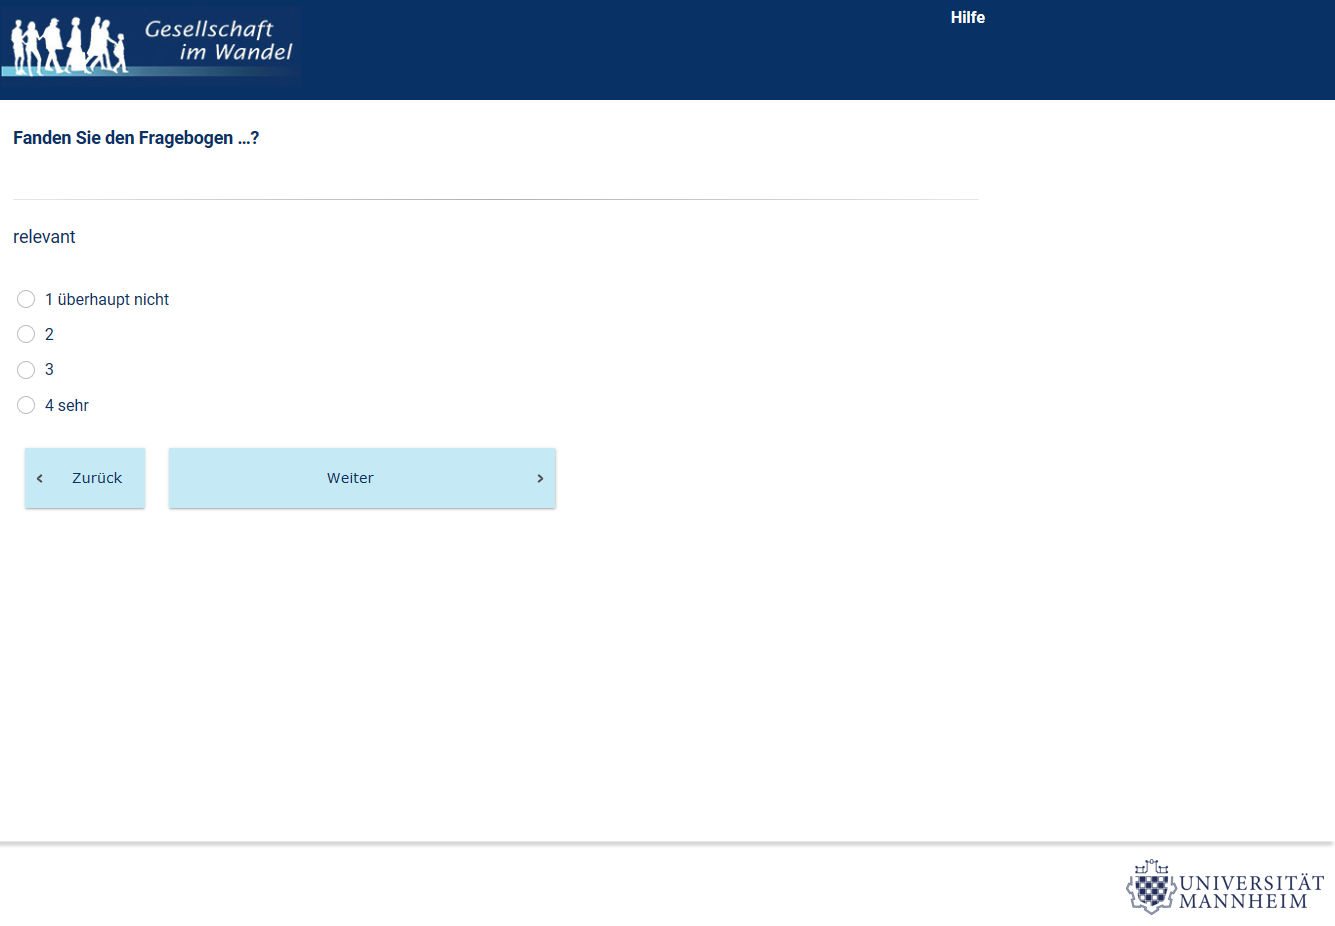 Gesellschaft
im Wandel
Hilfe
Fanden Sie den Fragebogen ...?
relevant
1 überhaupt nicht
2
3
4 sehr
‹ Zurück
Weiter ›
UNIVERSITÄT
MANNHEIM